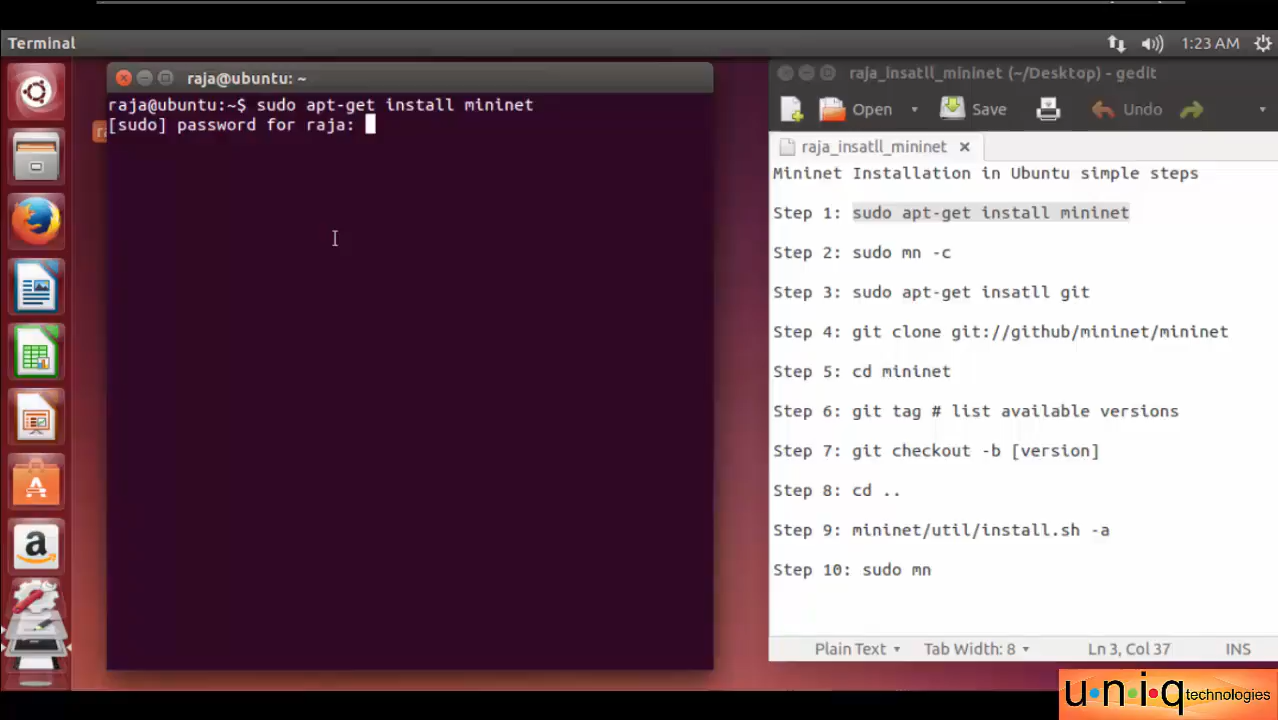 Terminal
1:23 AM
raja@ubuntu: ~
raja@ubuntu:~$ sudo apt-get install mininet
[sudo] password for raja:
raja_insatll_mininet (~/Desktop) - gedit
Open
Save
Undo
raja_insatll_mininet
Mininet Installation in Ubuntu simple steps
Step 1: sudo apt-get install mininet
Step 2: sudo mn -c
Step 3: sudo apt-get insatll git
Step 4: git clone git://github/mininet/mininet
Step 5: cd mininet
Step 6: git tag # list available versions
Step 7: git checkout -b [version]
Step 8: cd ..
Step 9: mininet/util/install.sh -a
Step 10: sudo mn
Plain Text Tab Width: 8 Ln 3, Col 37 INS
u•n•i•q technologies